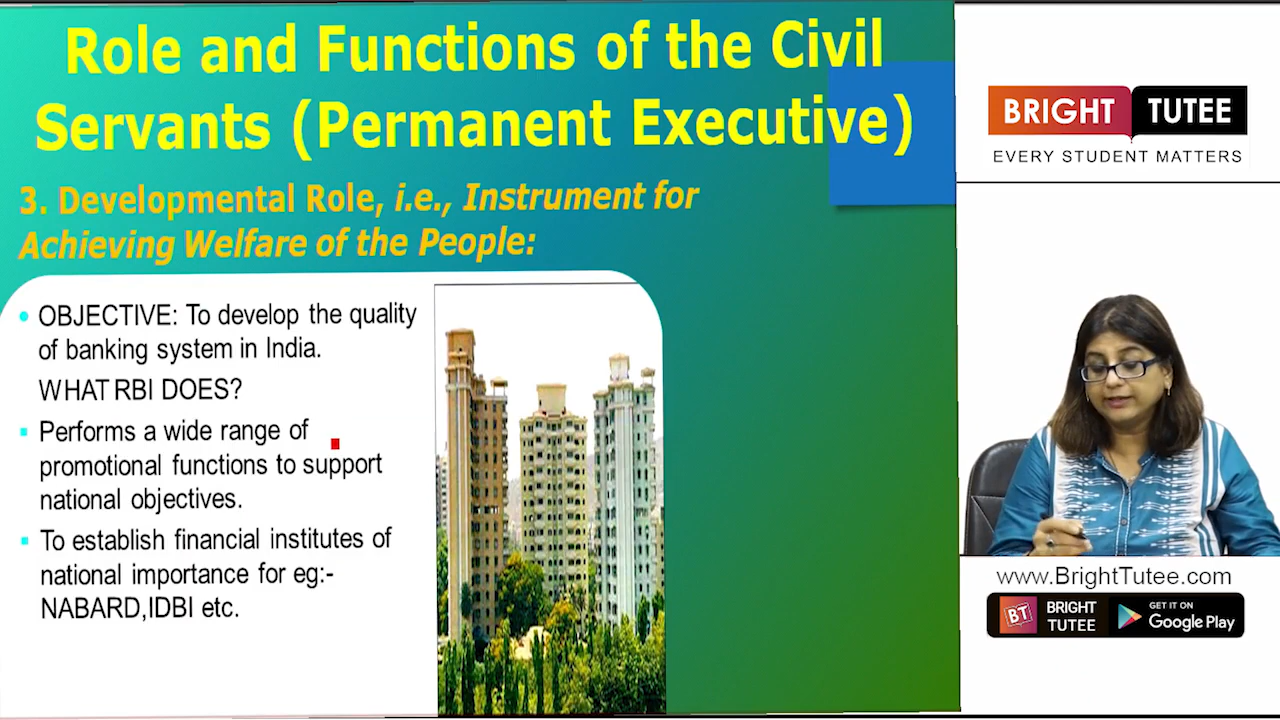 Role and Functions of the Civil
Servants (Permanent Executive)
3. Developmental Role, i.e., Instrument for
Achieving Welfare of the People:
OBJECTIVE: To develop the quality
of banking system in India.
WHAT RBI DOES?
Performs a wide range of
promotional functions to support
national objectives.
To establish financial institutes of
national importance for eg:-
NABARD,IDBI etc.
BRIGHT TUTEE
EVERY STUDENT MATTERS
www.BrightTutee.com
BT
BRIGHT
TUTEE
GET IT ON
Google Play